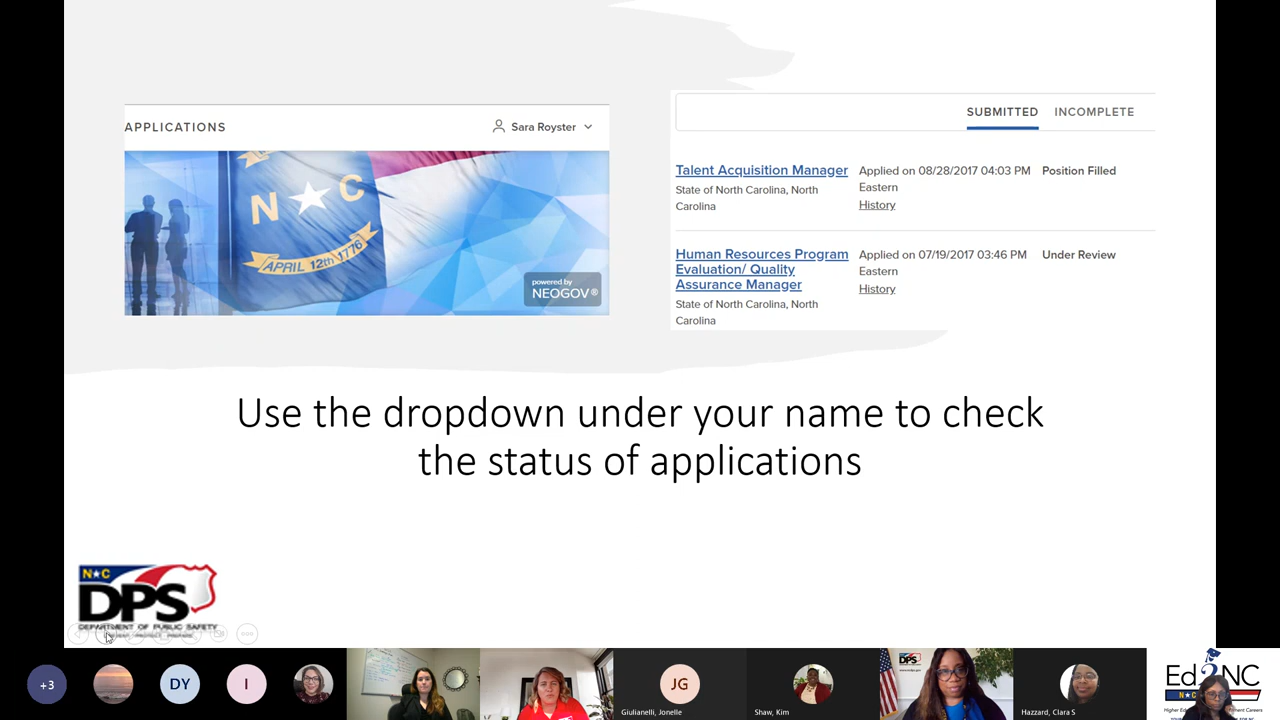 APPLICATIONS
Sara Royster
N C
APRIL 12th 1776
powered by
NEOGOV®
SUBMITTED INCOMPLETE
Talent Acquisition Manager
State of North Carolina, North
Carolina
Applied on 08/28/2017 04:03 PM
Eastern
History
Position Filled
Human Resources Program
Evaluation/ Quality
Assurance Manager
State of North Carolina, North
Carolina
Applied on 07/19/2017 03:46 PM
Eastern
History
Under Review
Use the dropdown under your name to check
the status of applications
N C
DPS
DEPARTMENT OF PUBLIC SAFETY
+3
DY
I
JG
Giulianelli, Jonelle
Shaw, Kim
DPS
Hazzard, Clara S
Ed2NC